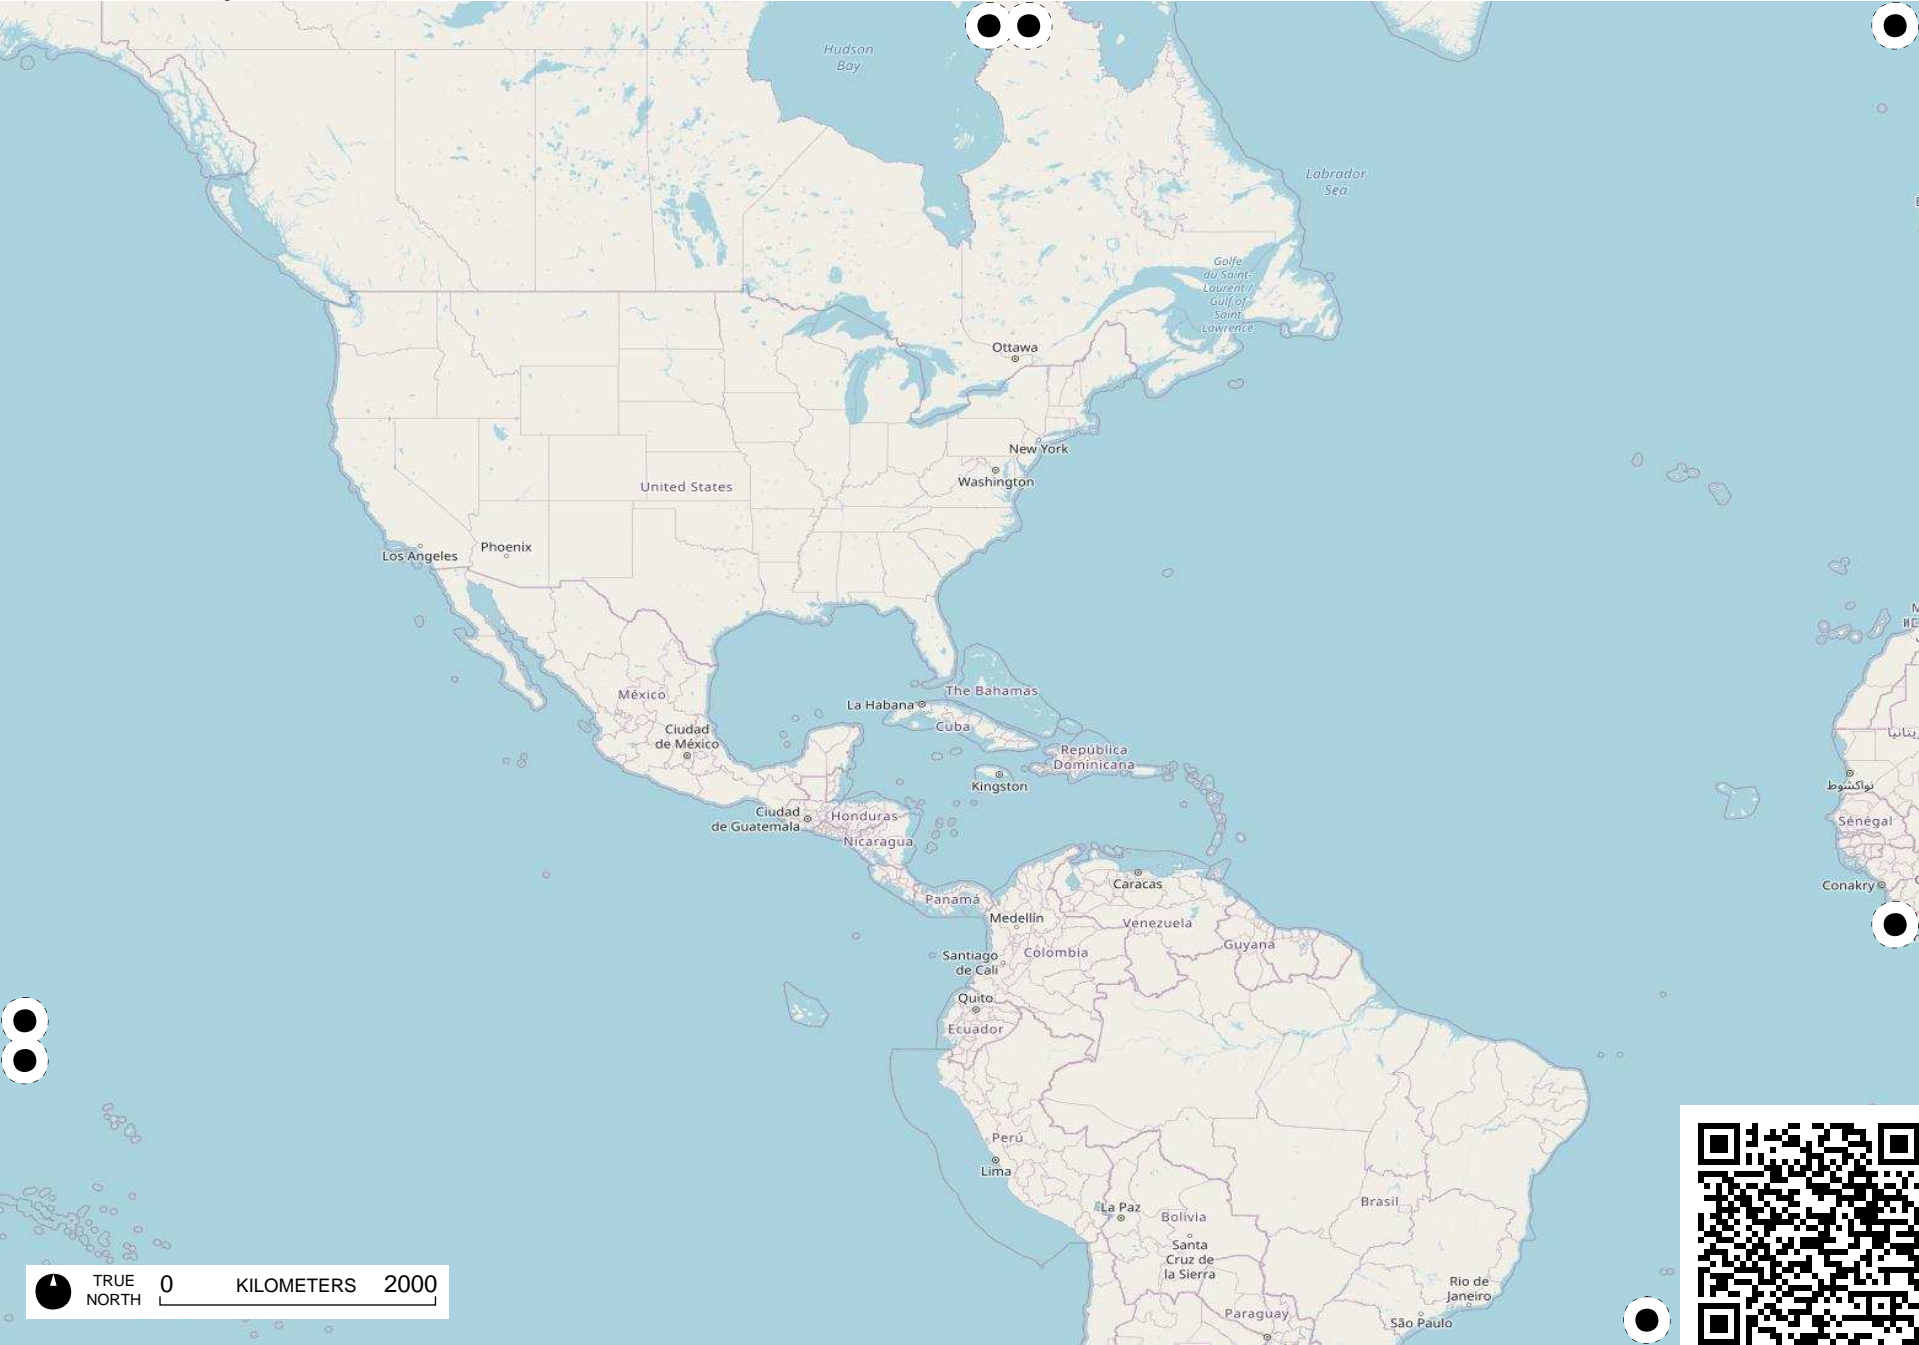 Hudson
Bay
Labrador
Sea
Golfe
du Saint-
Laurent /
Gulf of
Saint
Lawrence
Ottawa
New York
Washington
United States
Los Angeles
Phoenix
México
Ciudad
de México
La Habana
The Bahamas
Cuba
República
Dominicana
Kingston
Ciudad
de Guatemala
Honduras
Nicaragua
نواكشوط
Sénégal
Conakry
Caracas
Panamá
Medellín
Venezuela
Guyana
Santiago
de Cali
Colombia
Quito
Ecuador
Perú
Lima
La Paz
Bolivia
Brasil
Santa
Cruz de
la Sierra
Rio de
Janeiro
Paraguay
São Paulo
TRUE
NORTH
0 KILOMETERS 2000